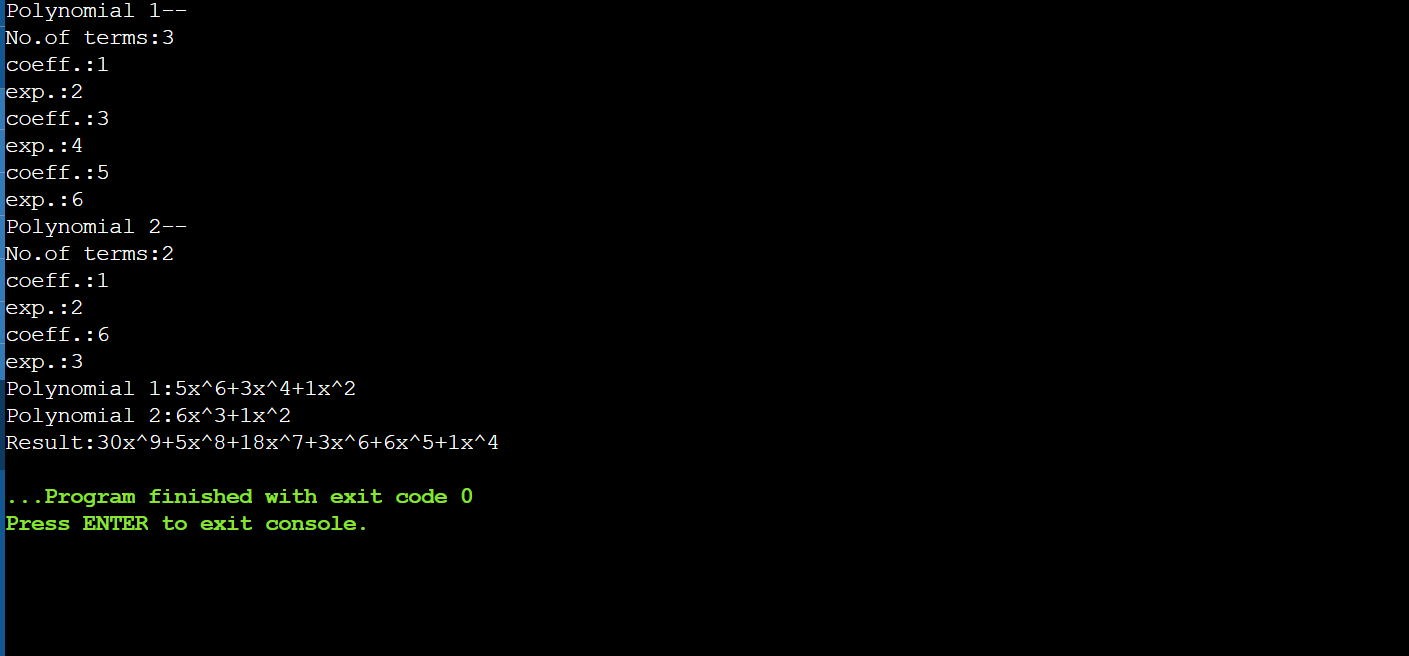 Polynomial 1--
No.of terms:3
coeff.:1
exp.:2
coeff.:3
exp.:4
coeff.:5
exp.:6
Polynomial 2--
No.of terms:2
coeff.:1
exp.:2
coeff.:6
exp.:3
Polynomial 1:5x^6+3x^4+1x^2
Polynomial 2:6x^3+1x^2
Result:30x^9+5x^8+18x^7+3x^6+6x^5+1x^4
...Program finished with exit code 0
Press ENTER to exit console.